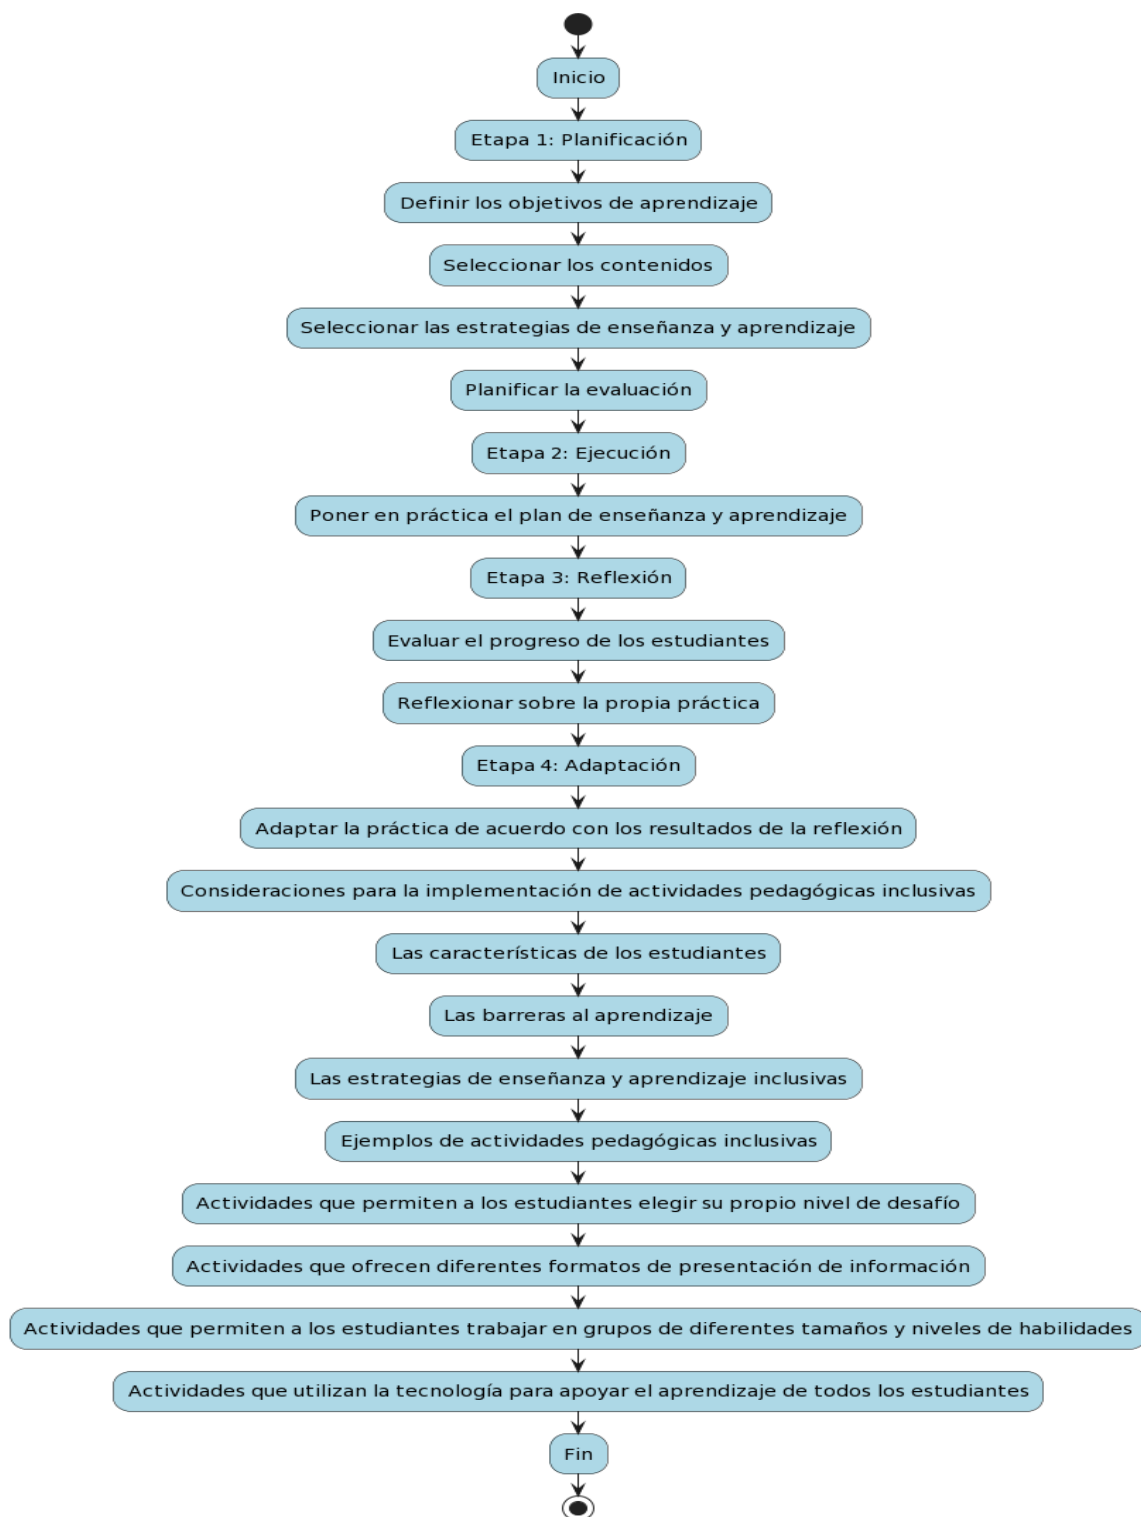 Inicio
Etapa 1: Planificación
Definir los objetivos de aprendizaje
Seleccionar los contenidos
Seleccionar las estrategias de enseñanza y aprendizaje
Planificar la evaluación
Etapa 2: Ejecución
Poner en práctica el plan de enseñanza y aprendizaje
Etapa 3: Reflexión
Evaluar el progreso de los estudiantes
Reflexionar sobre la propia práctica
Etapa 4: Adaptación
Adaptar la práctica de acuerdo con los resultados de la reflexión
Consideraciones para la implementación de actividades pedagógicas inclusivas
Las características de los estudiantes
Las barreras al aprendizaje
Las estrategias de enseñanza y aprendizaje inclusivas
Ejemplos de actividades pedagógicas inclusivas
Actividades que permiten a los estudiantes elegir su propio nivel de desafío
Actividades que ofrecen diferentes formatos de presentación de información
Actividades que permiten a los estudiantes trabajar en grupos de diferentes tamaños y niveles de habilidades
Actividades que utilizan la tecnología para apoyar el aprendizaje de todos los estudiantes
Fin